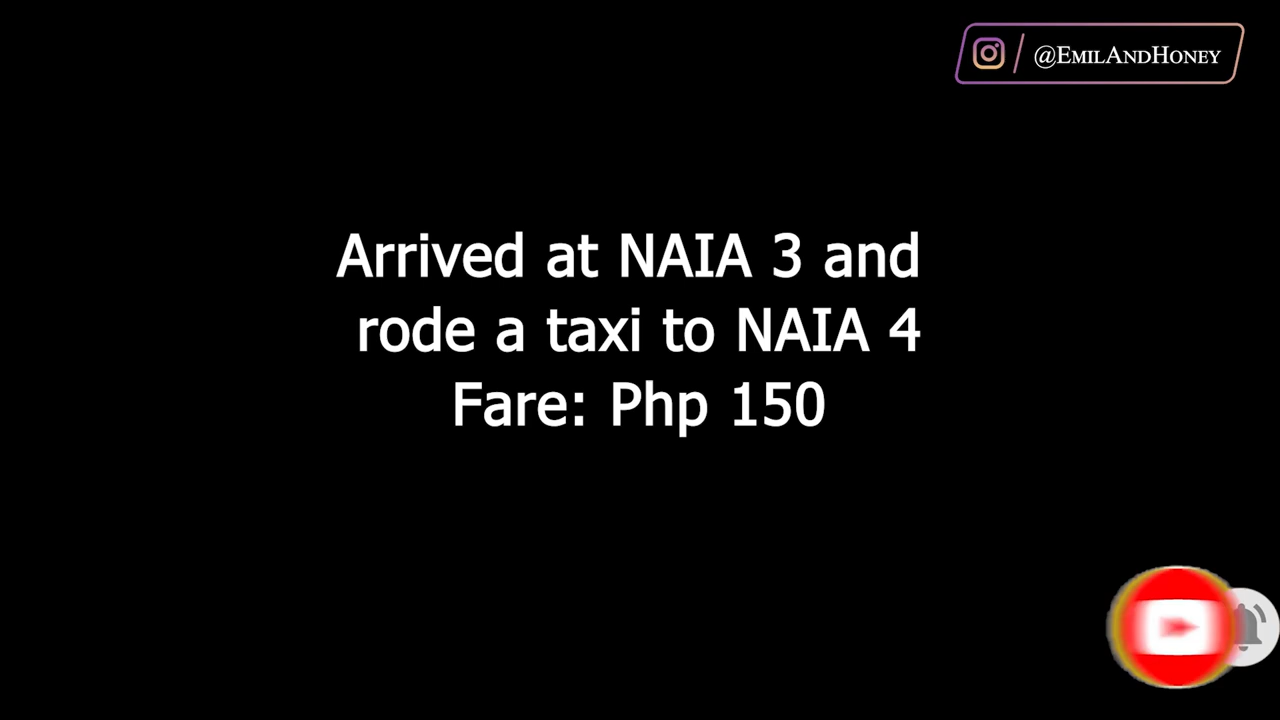 @EmilAndHoney
Arrived at NAIA 3 and
rode a taxi to NAIA 4
Fare: Php 150